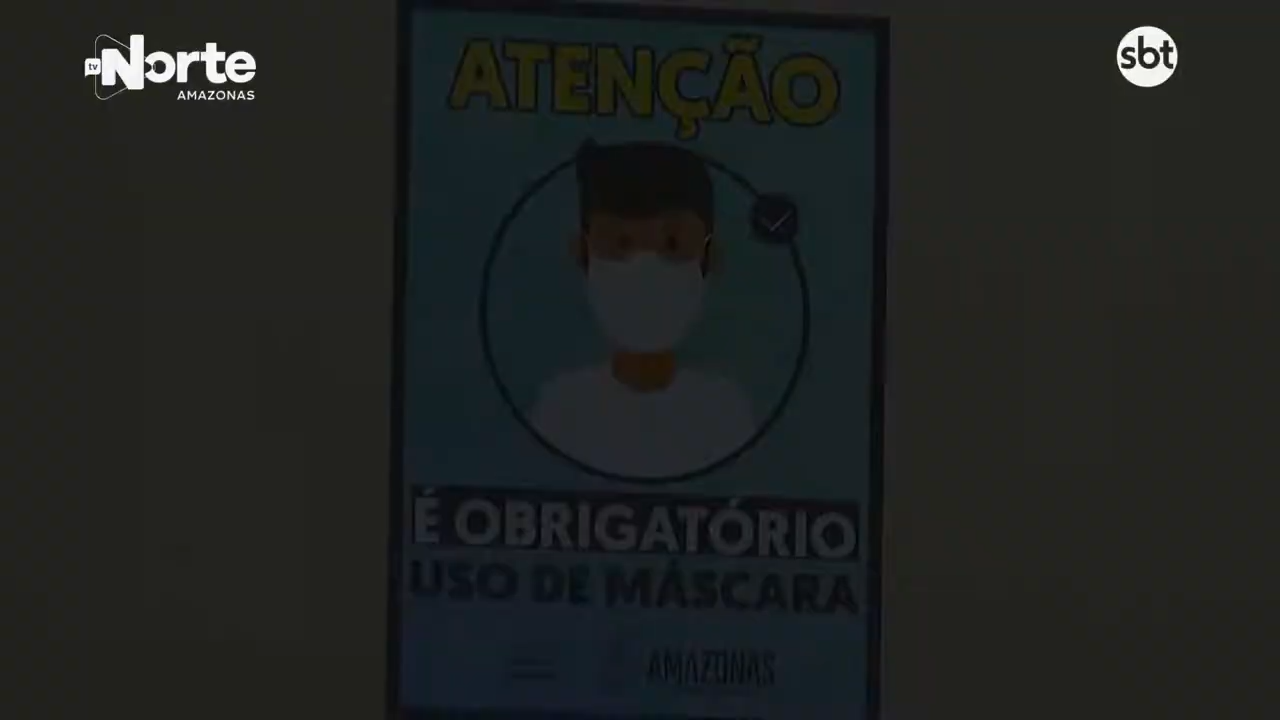 tv Norte
AMAZONAS
sbt
ATENÇÃO
É OBRIGATÓRIO
USO DE MÁSCARA
AMAZONAS